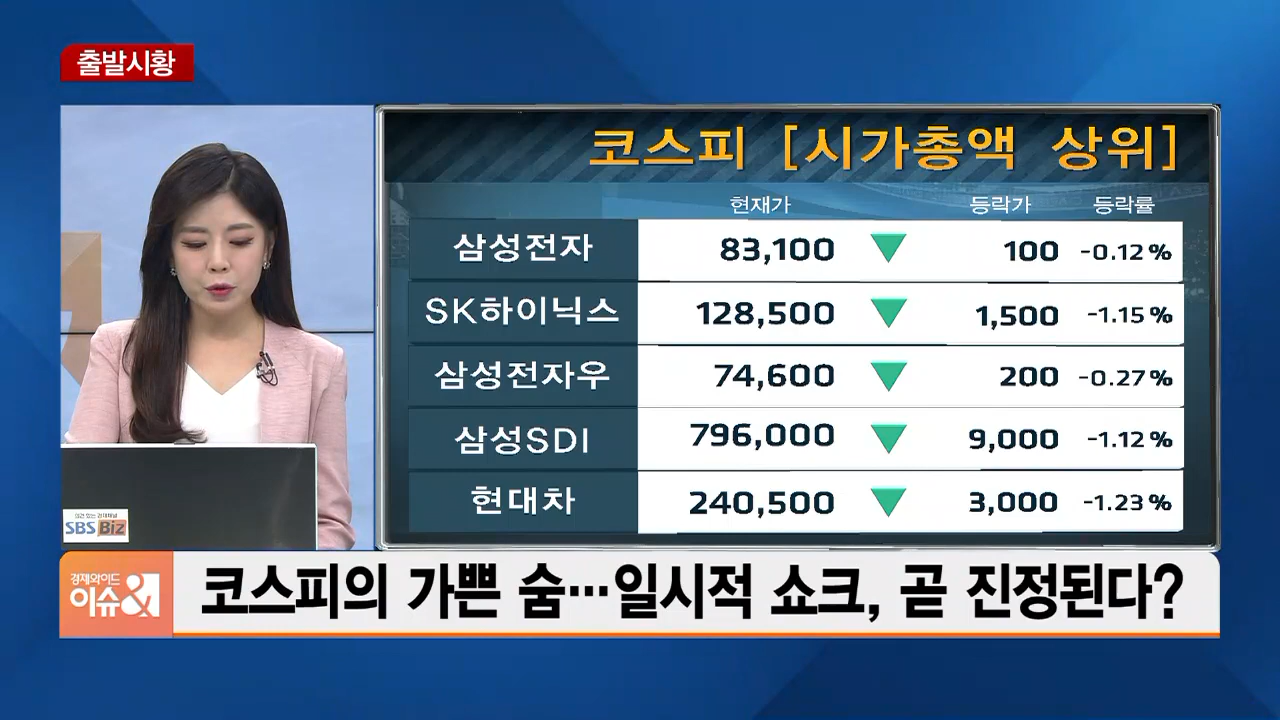 출발시황
코스피 [시가총액 상위]
현재가 등락가 등락률
삼성전자 83,100 ▼ 100 -0.12%
SK하이닉스 128,500 ▼ 1,500 -1.15%
삼성전자우 74,600 ▼ 200 -0.27%
삼성SDI 796,000 ▼ 9,000 -1.12%
현대차 240,500 ▼ 3,000 -1.23%
SBS Biz
경제와이드
이슈&
코스피의 가쁜 숨…일시적 쇼크, 곧 진정된다?